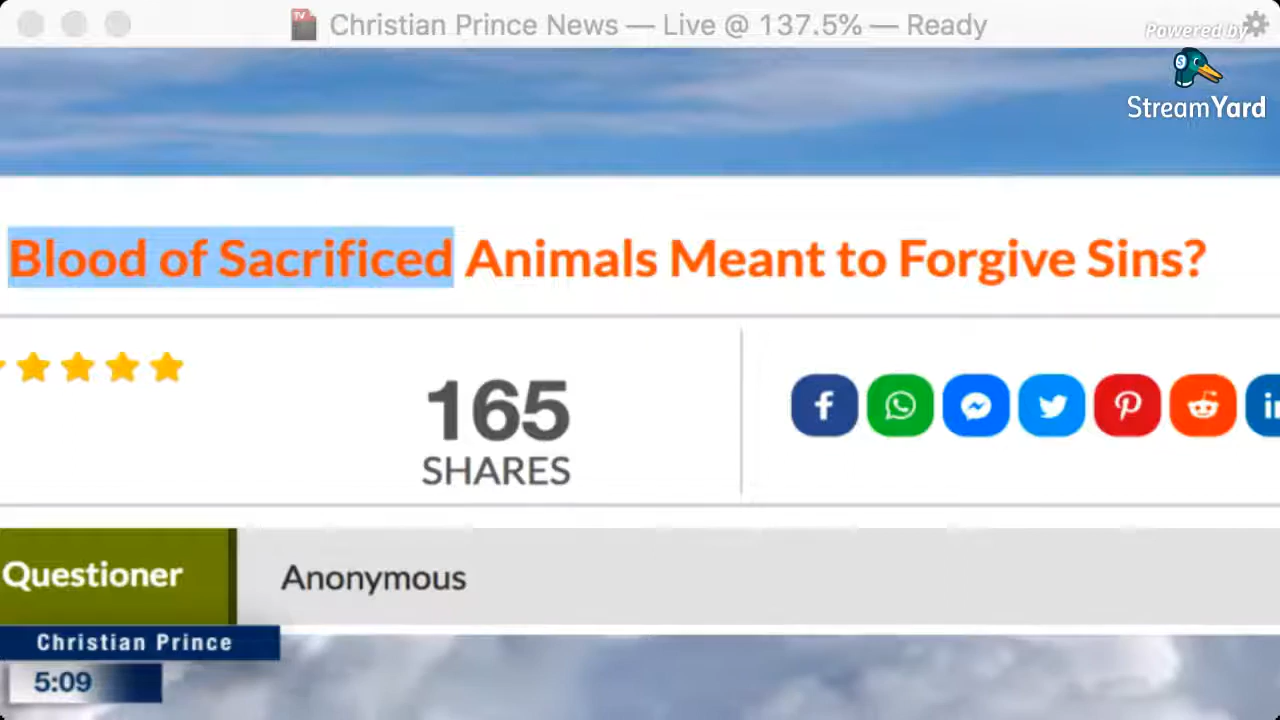 Christian Prince News — Live @ 137.5% — Ready
Powered by
StreamYard
Blood of Sacrificed Animals Meant to Forgive Sins?
165
SHARES
Questioner
Anonymous
Christian Prince
5:09